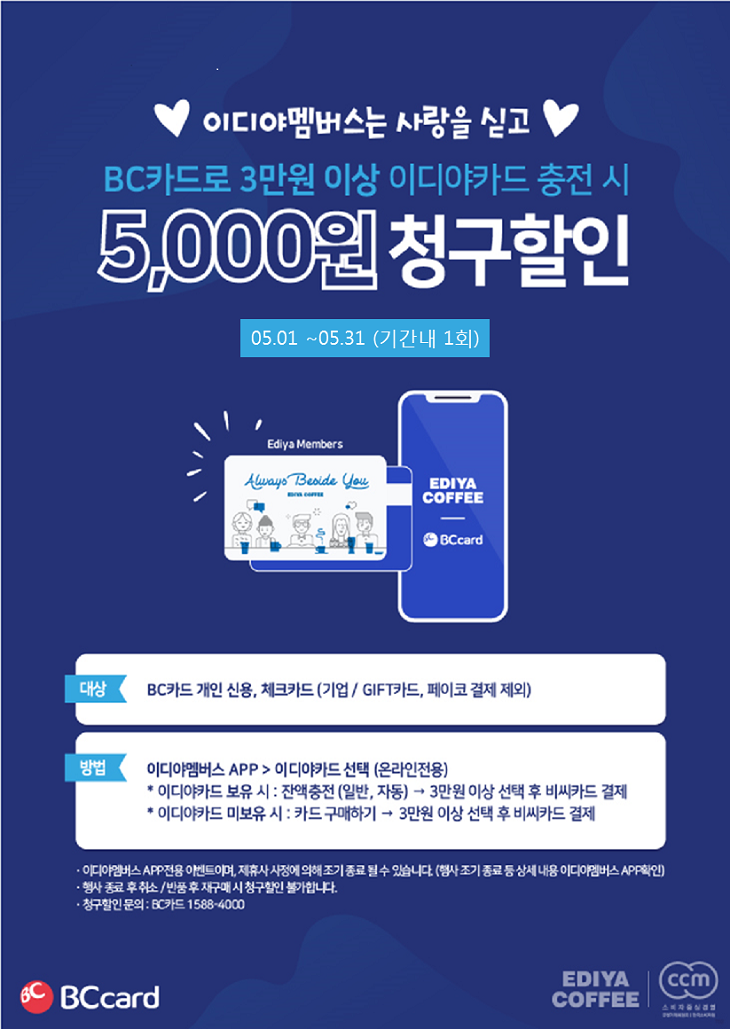 이디야멤버스는 사랑을 싣고
BC카드로 3만원 이상 이디야카드 충전 시
5,000원 청구할인
05.01 ~05.31 (기간내 1회)
Ediya Members
Always Beside You
EDIYA COFFEE
EDIYA
COFFEE
BCcard
대상
BC카드 개인 신용, 체크카드 (기업 / GIFT카드, 페이코 결제 제외)
방법
이디야멤버스 APP > 이디야카드 선택 (온라인전용)
* 이디야카드 보유 시 : 잔액충전 (일반, 자동) → 3만원 이상 선택 후 비씨카드 결제
* 이디야카드 미보유 시 : 카드 구매하기 → 3만원 이상 선택 후 비씨카드 결제
· 이디야멤버스 APP전용 이벤트이며, 제휴사 사정에 의해 조기 종료 될 수 있습니다. (행사 조기 종료 등 상세 내용 이디야멤버스 APP확인)
· 행사 종료 후 취소 / 반품 후 재구매 시 청구할인 불가합니다.
· 청구할인 문의 : BC카드 1588-4000
BC BCcard
EDIYA
COFFEE
ccm
소비자중심경영